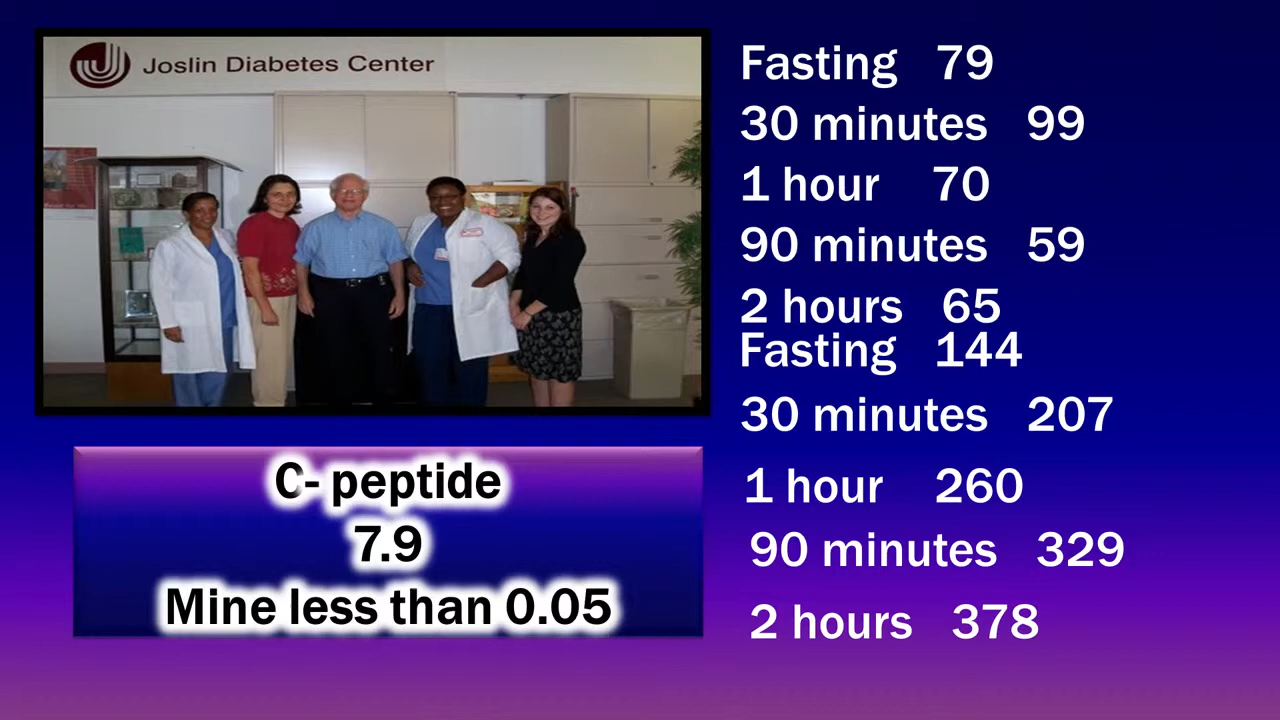 Joslin Diabetes Center
C- peptide
7.9
Mine less than 0.05
Fasting 79
30 minutes 99
1 hour 70
90 minutes 59
2 hours 65
Fasting 144
30 minutes 207
1 hour 260
90 minutes 329
2 hours 378